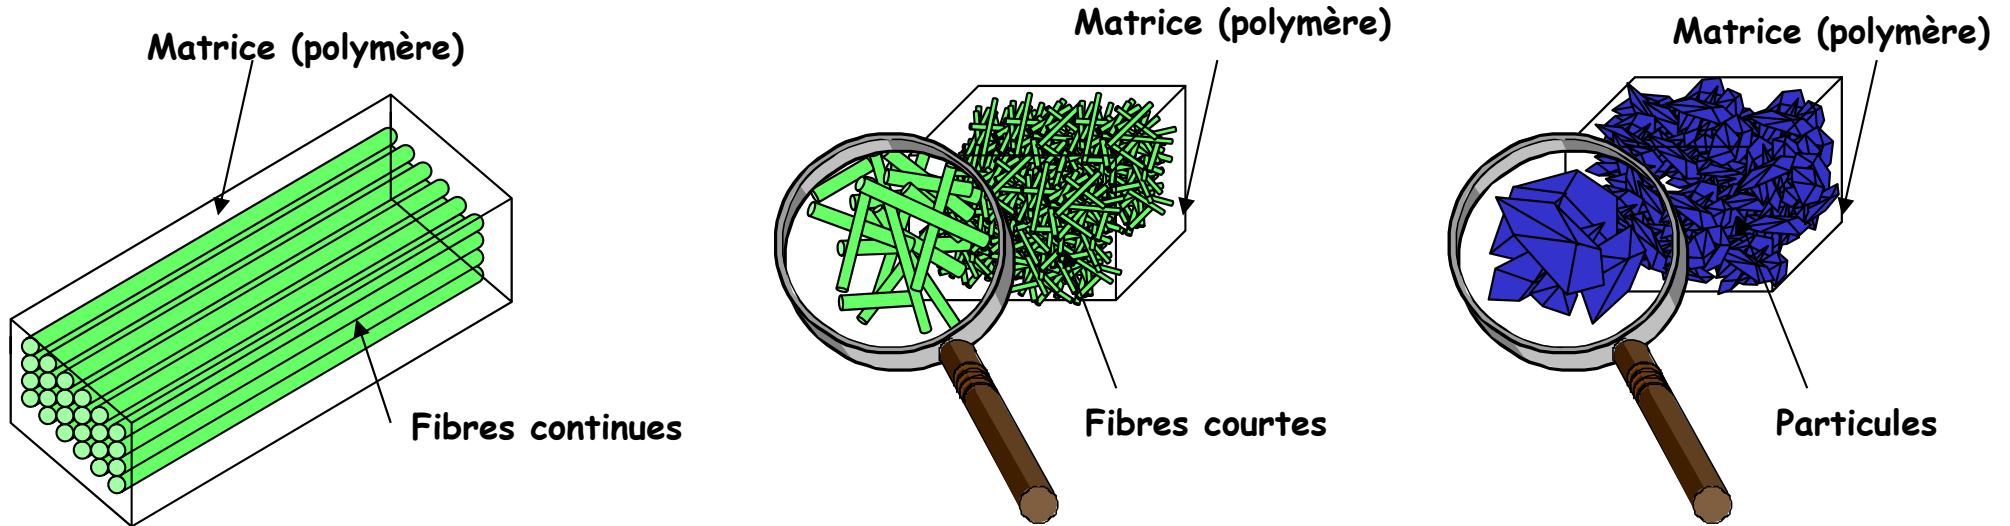 Matrice (polymère)
Matrice (polymère)
Matrice (polymère)
Fibres continues
Fibres courtes
Particules